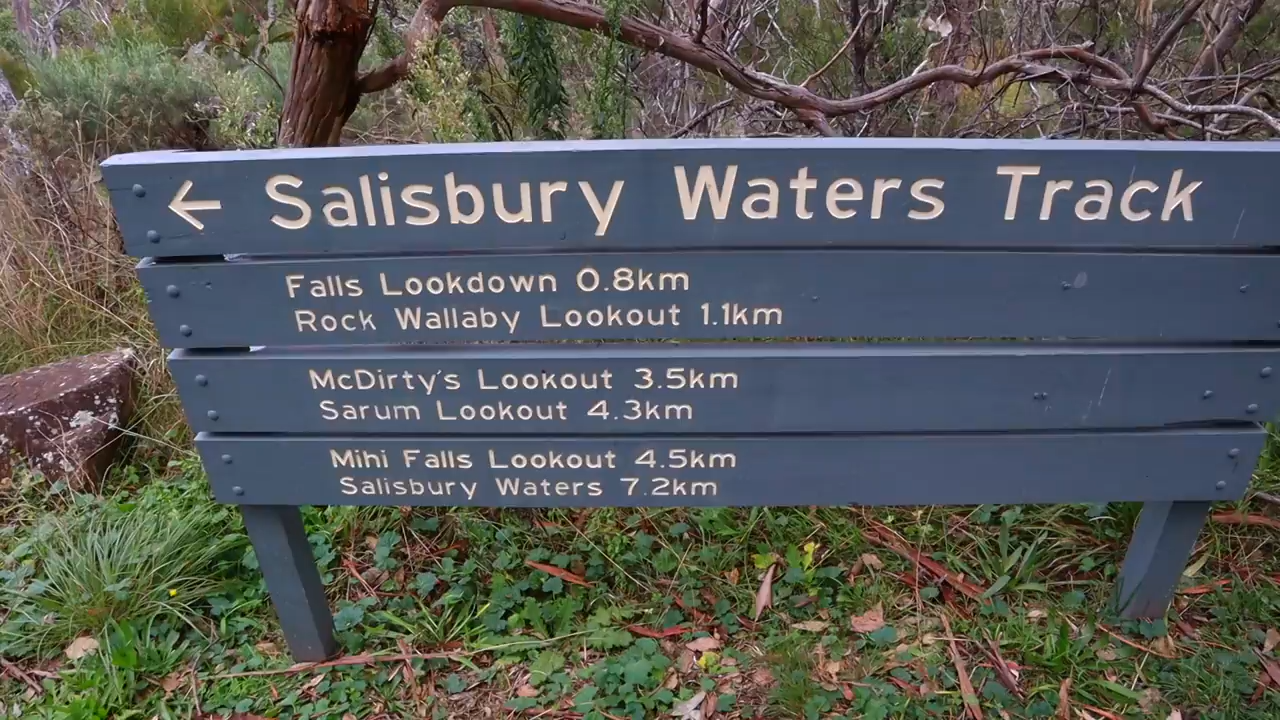 ← Salisbury Waters Track
Falls Lookdown 0.8km
Rock Wallaby Lookout 1.1km
McDirty's Lookout 3.5km
Sarum Lookout 4.3km
Mihi Falls Lookout 4.5km
Salisbury Waters 7.2km